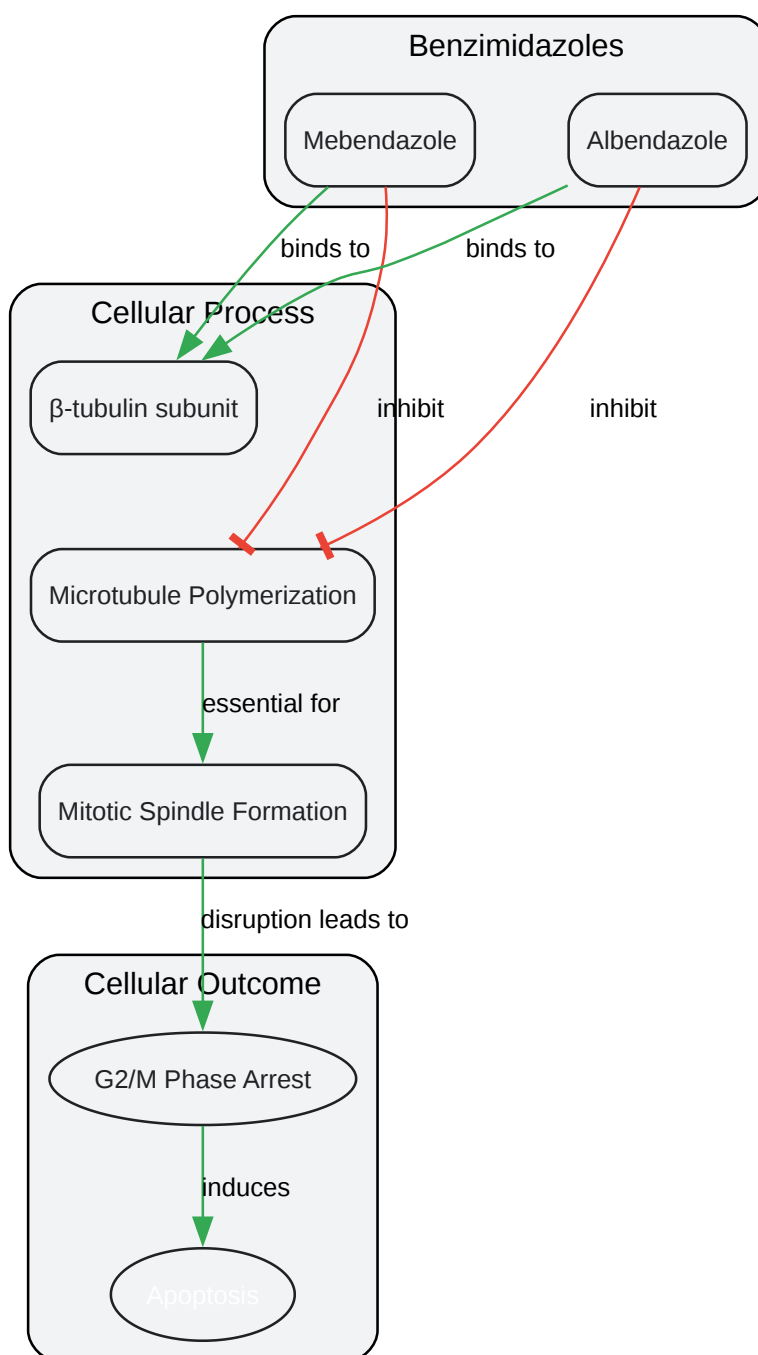 Benzimidazoles
Mebendazole
Albendazole
binds to
binds to
Cellular Process
β-tubulin subunit
inhibit
inhibit
Microtubule Polymerization
essential for
Mitotic Spindle Formation
disruption leads to
Cellular Outcome
G2/M Phase Arrest
induces
Apoptosis